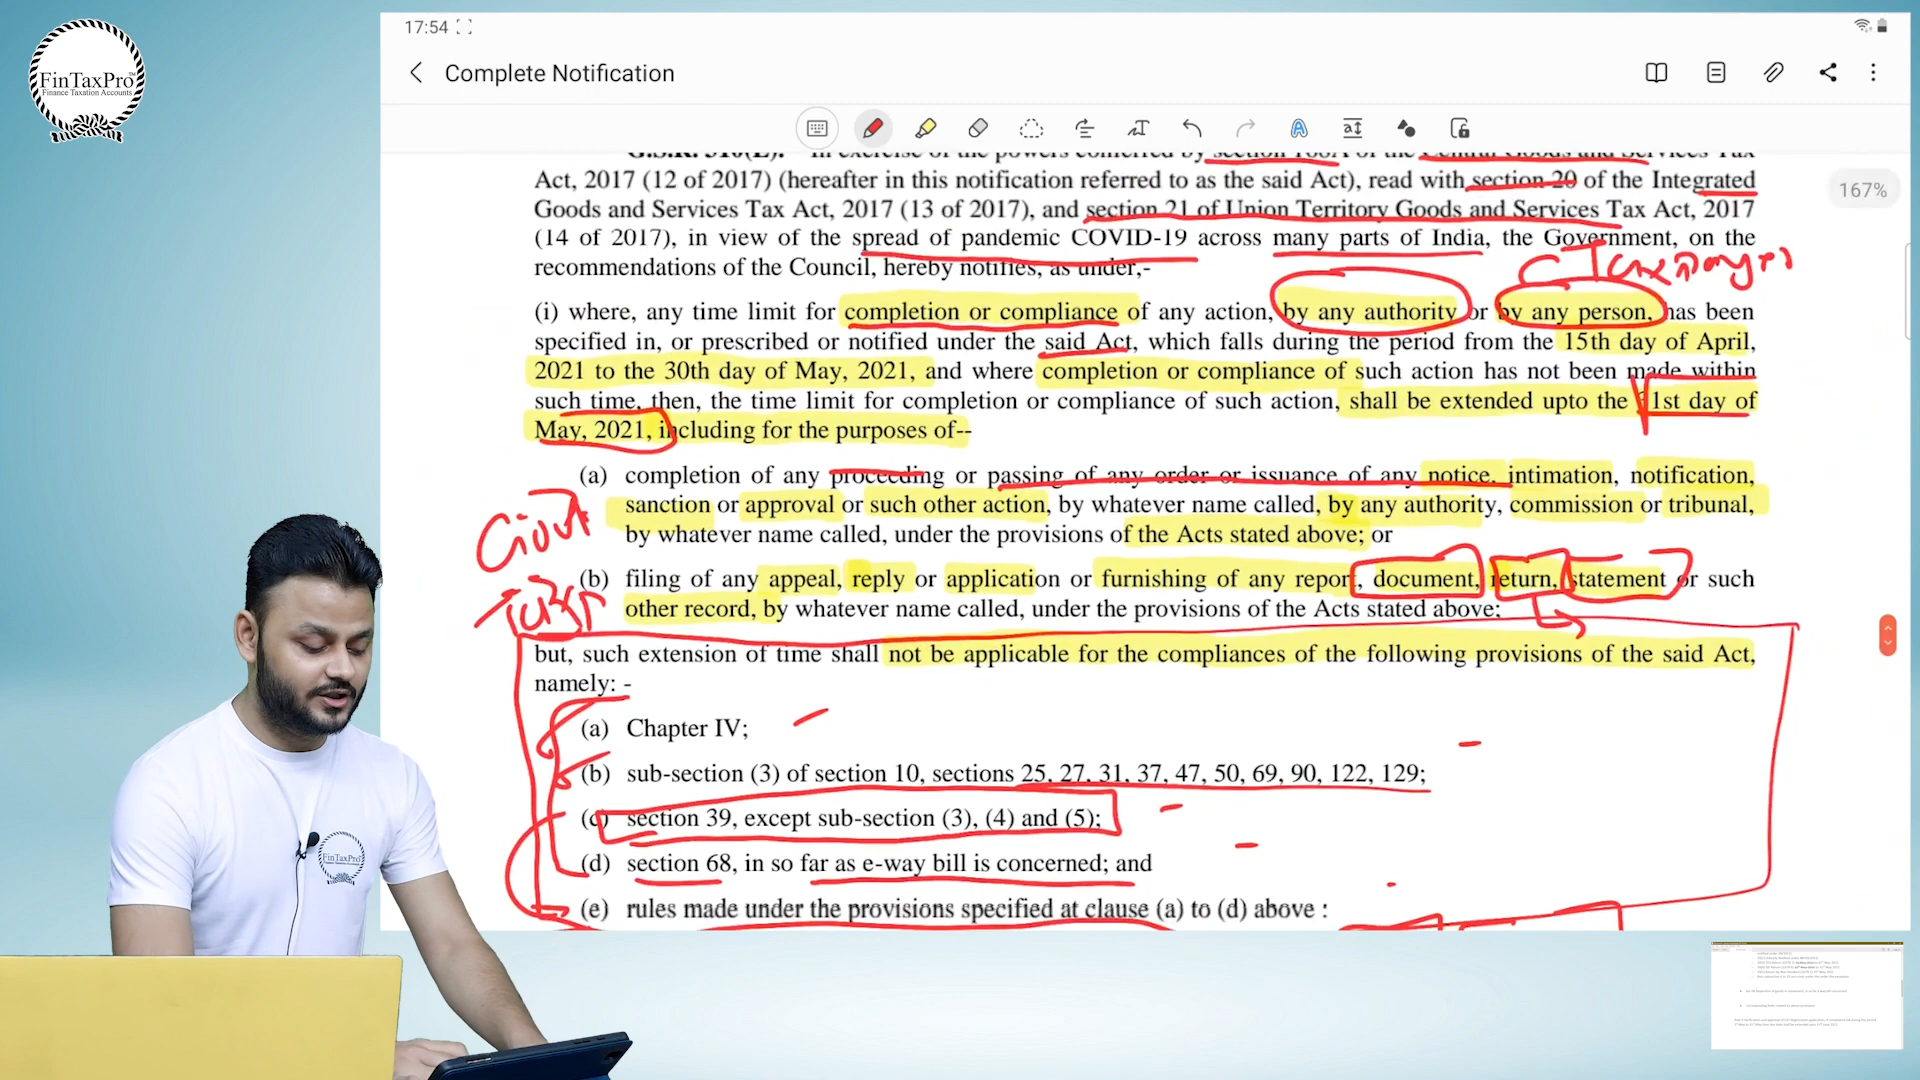 17:54
FinTaxPro
Finance Taxation Accounts
Complete Notification
167%
Act, 2017 (12 of 2017) (hereafter in this notification referred to as the said Act), read with section 20 of the Integrated
Goods and Services Tax Act, 2017 (13 of 2017), and section 21 of Union Territory Goods and Services Tax Act, 2017
(14 of 2017), in view of the spread of pandemic COVID-19 across many parts of India, the Government, on the
recommendations of the Council, hereby notifies, as under,-
(i) where, any time limit for completion or compliance of any action, by any authority or by any person, has been
specified in, or prescribed or notified under the said Act, which falls during the period from the 15th day of April,
2021 to the 30th day of May, 2021, and where completion or compliance of such action has not been made within
such time, then, the time limit for completion or compliance of such action, shall be extended upto the 31st day of
May, 2021, including for the purposes of--
(a) completion of any proceeding or passing of any order or issuance of any notice, intimation, notification,
sanction or approval or such other action, by whatever name called, by any authority, commission or tribunal,
by whatever name called, under the provisions of the Acts stated above; or
Govt
(b) filing of any appeal, reply or application or furnishing of any report, document, return, statement or such
other record, by whatever name called, under the provisions of the Acts stated above;
but, such extension of time shall not be applicable for the compliances of the following provisions of the said Act,
namely: -
(a) Chapter IV;
(b) sub-section (3) of section 10, sections 25, 27, 31, 37, 47, 50, 69, 90, 122, 129;
(c) section 39, except sub-section (3), (4) and (5);
(d) section 68, in so far as e-way bill is concerned; and
(e) rules made under the provisions specified at clause (a) to (d) above :
FinTaxPro